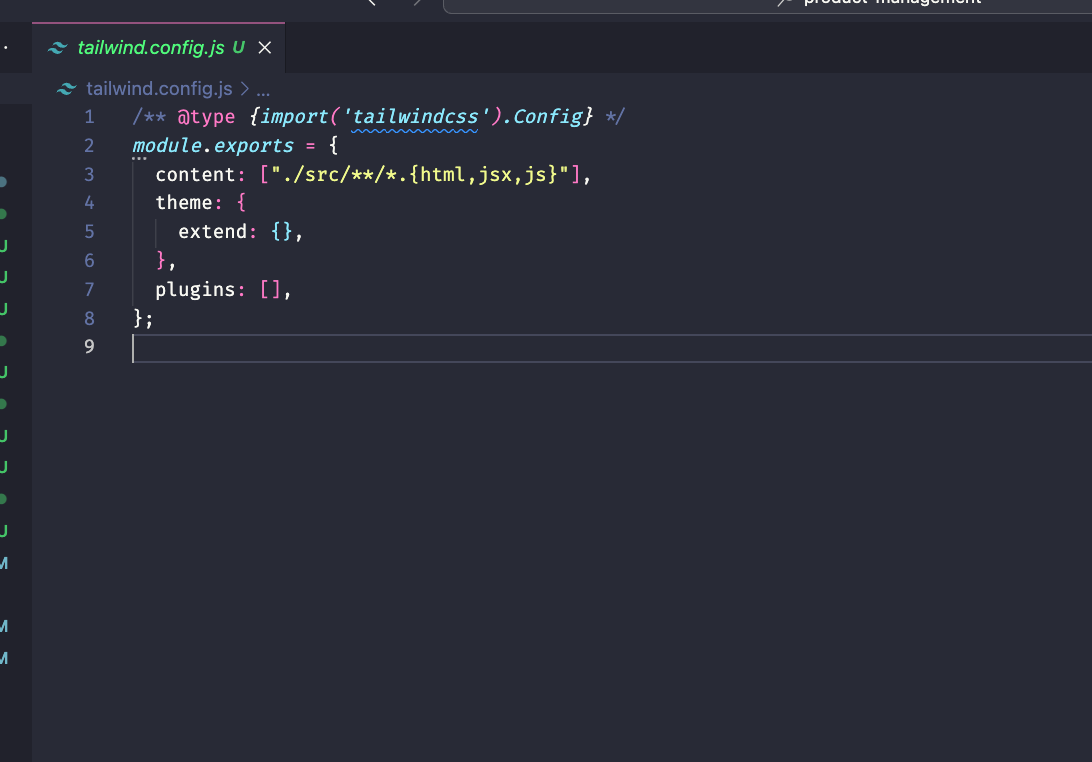 product-management
tailwind.config.js U
tailwind.config.js > ...
1 /** @type {import('tailwindcss').Config} */
2 module.exports = {
3 content: ["./src/**/*.{html,jsx,js}"],
4 theme: {
5 extend: {},
6 },
7 plugins: [],
8 };
9
U
U
U
U
U
U
U
M
M
M